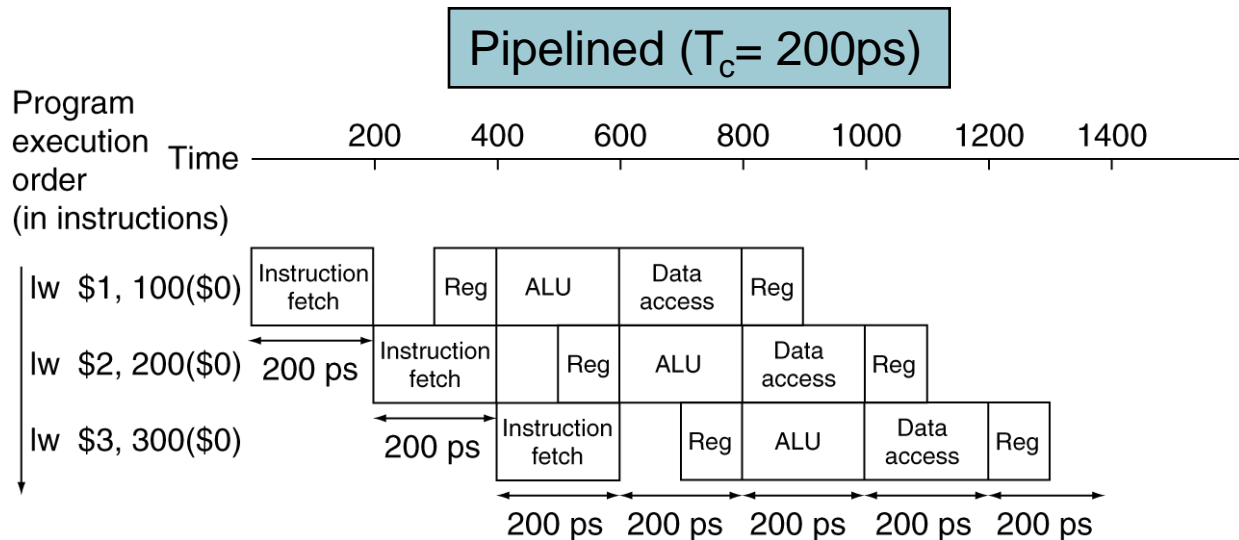 Pipelined (Tc= 200ps)
Program
execution
order
(in instructions)
Time
200 400 600 800 1000 1200 1400
lw $1, 100($0)
Instruction
fetch
Reg
ALU
Data
access
Reg
200 ps
lw $2, 200($0)
Instruction
fetch
Reg
ALU
Data
access
Reg
200 ps
lw $3, 300($0)
Instruction
fetch
Reg
ALU
Data
access
Reg
200 ps 200 ps 200 ps 200 ps 200 ps